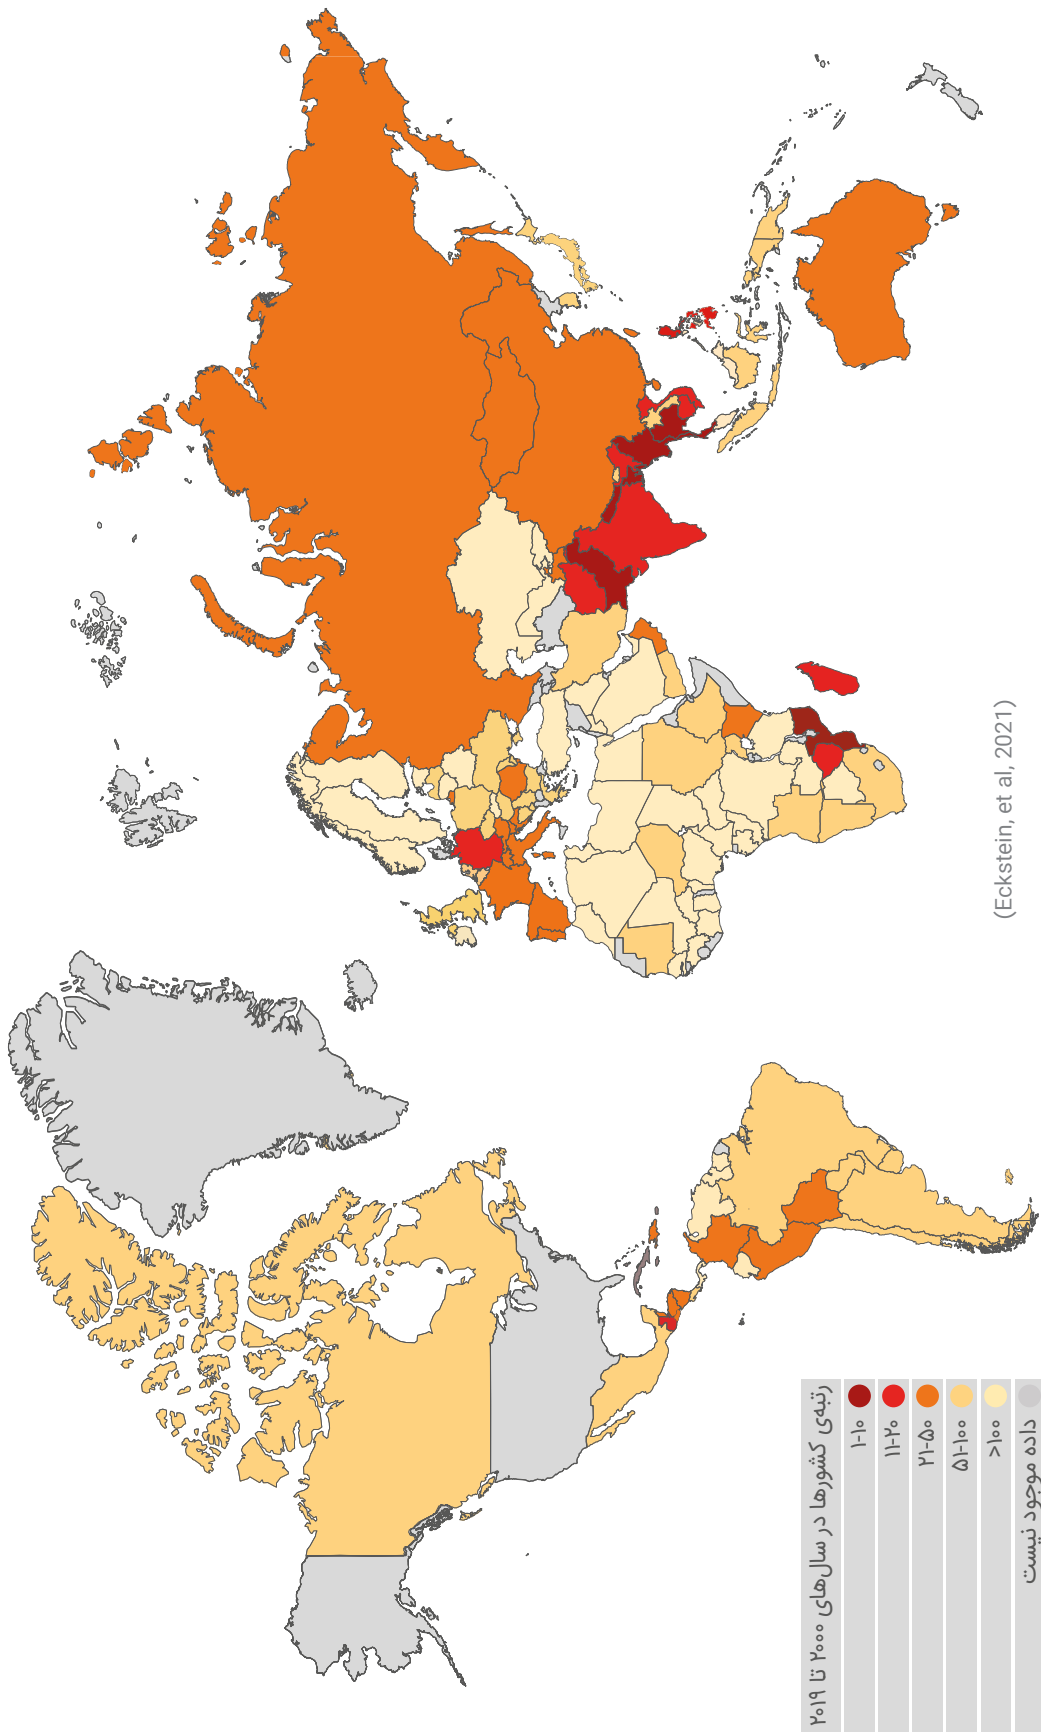 رتبه‌ی کشورها در سال‌های ۲۰۰۰ تا ۲۰۱۹
۱-۱۰
۱۱-۲۰
۲۱-۵۰
۵۱-۱۰۰
>۱۰۰
داده موجود نیست
(Eckstein, et al, 2021)